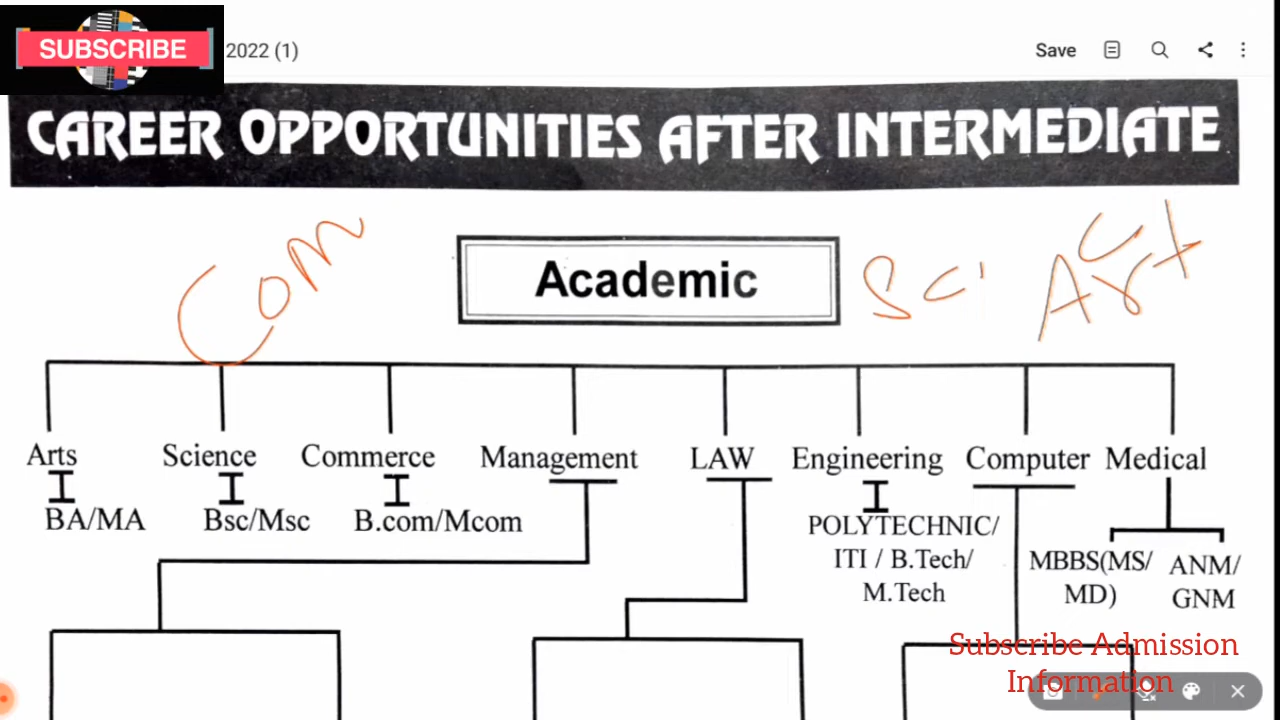 SUBSCRIBE
2022 (1)
Save
CAREER OPPORTUNITIES AFTER INTERMEDIATE
Com
Academic
Sci
Art
Arts
Science
Commerce
Management
LAW
Engineering
Computer
Medical
BA/MA
Bsc/Msc
B.com/Mcom
POLYTECHNIC/
ITI / B.Tech/
M.Tech
MBBS(MS/
MD)
ANM/
GNM
Subscribe Admission
Information